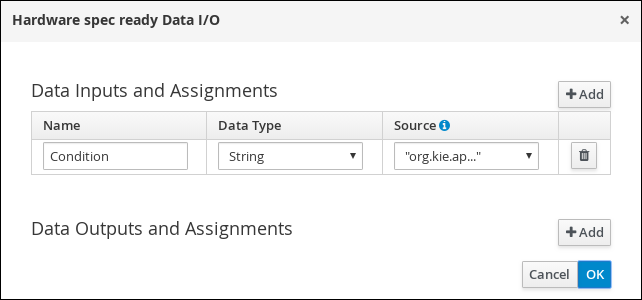 Hardware spec ready Data I/O ×
Data Inputs and Assignments
+ Add
Name Data Type Source
Condition String "org.kie.ap..."
Data Outputs and Assignments
+ Add
Cancel OK